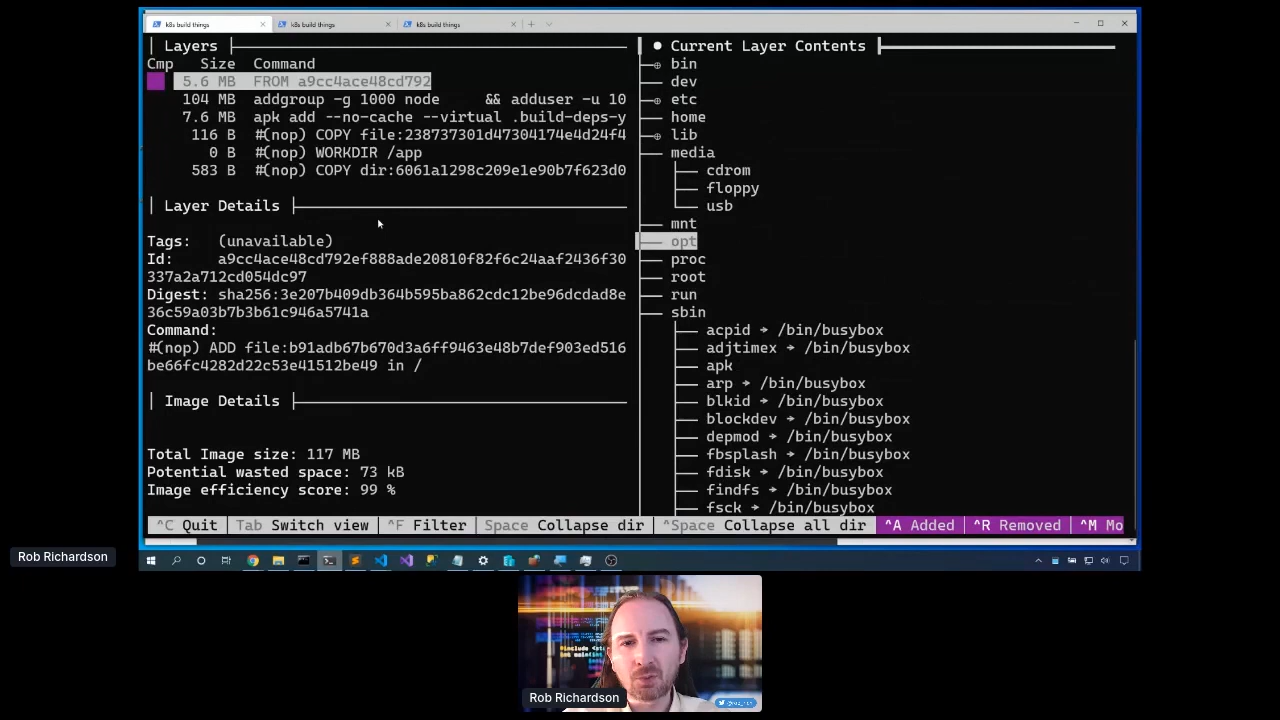 k8s build things
k8s build things
k8s build things
Layers
Cmp Size Command
5.6 MB FROM a9cc4ace48cd792
104 MB addgroup -g 1000 node && adduser -u 10
7.6 MB apk add --no-cache --virtual .build-deps-y
116 B #(nop) COPY file:238737301d47304174e4d24f4
0 B #(nop) WORKDIR /app
583 B #(nop) COPY dir:6061a1298c209e1e90b7f623d0
Layer Details
Tags: (unavailable)
Id: a9cc4ace48cd792ef888ade20810f82f6c24aaf2436f30
337a2a712cd054dc97
Digest: sha256:3e207b409db364b595ba862cdc12be96dcdad8e
36c59a03b7b3b61c946a5741a
Command:
#(nop) ADD file:b91adb67b670d3a6ff9463e48b7def903ed516
be66fc4282d22c53e41512be49 in /
Image Details
Total Image size: 117 MB
Potential wasted space: 73 kB
Image efficiency score: 99 %
● Current Layer Contents
bin
dev
etc
home
lib
media
cdrom
floppy
usb
mnt
opt
proc
root
run
sbin
acpid → /bin/busybox
adjtimex → /bin/busybox
apk
arp → /bin/busybox
blkid → /bin/busybox
blockdev → /bin/busybox
depmod → /bin/busybox
fbsplash → /bin/busybox
fdisk → /bin/busybox
findfs → /bin/busybox
fsck → /bin/busybox
^C Quit Tab Switch view ^F Filter Space Collapse dir ^Space Collapse all dir ^A Added ^R Removed ^M Mo
Rob Richardson
Rob Richardson